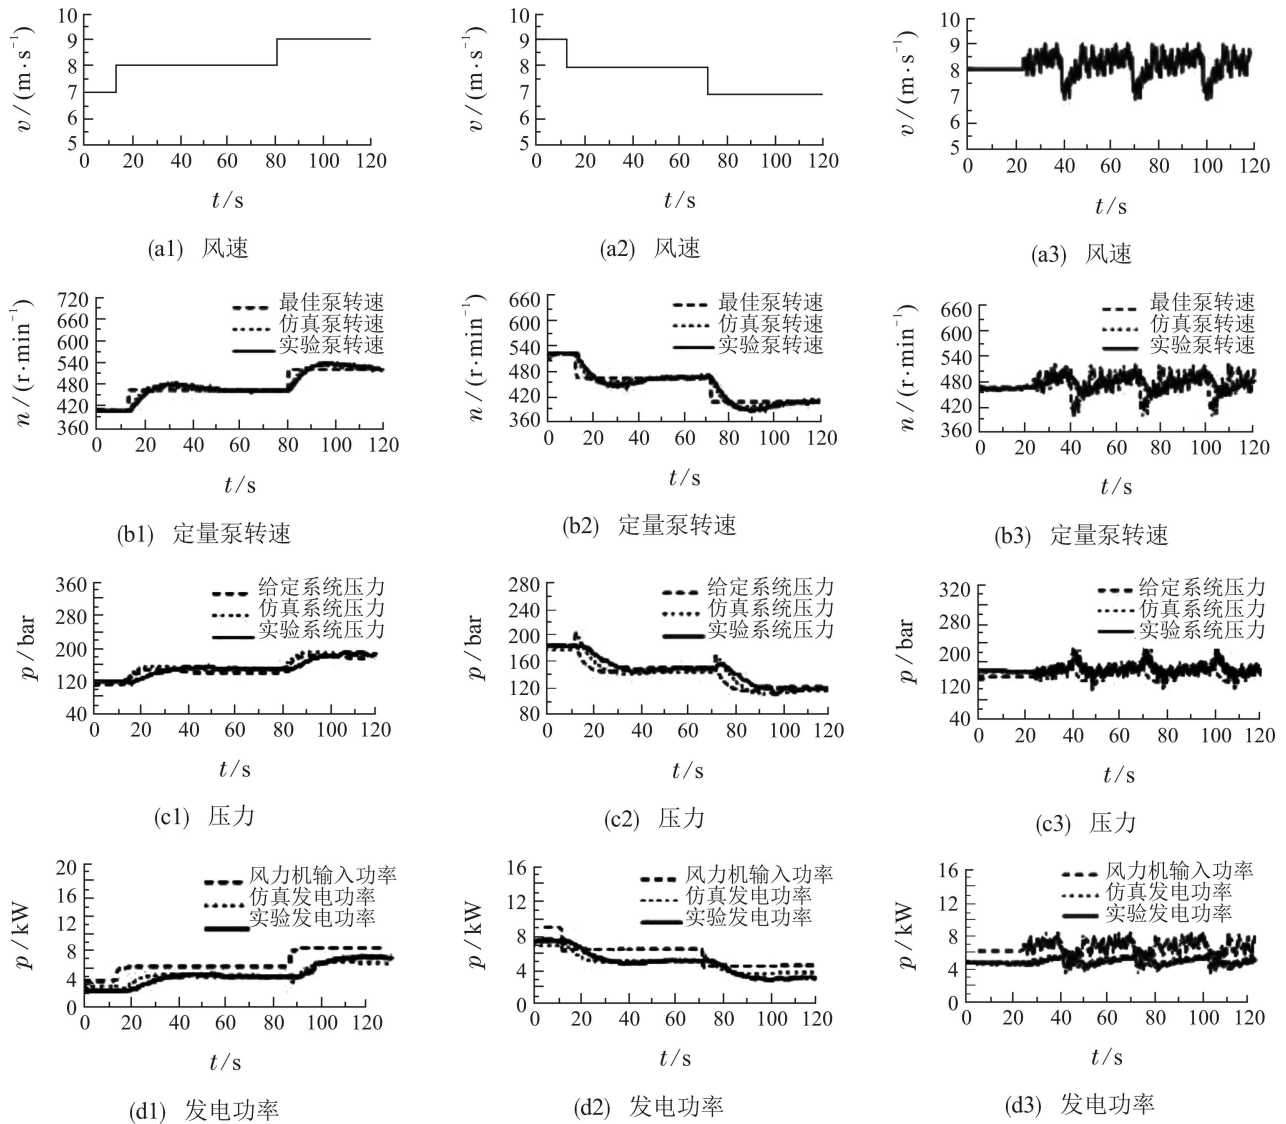 10
9
8
7
6
5
v / (m·s⁻¹)
0 20 40 60 80 100 120
t/s
(a1) 风速
10
9
8
7
6
5
v / (m·s⁻¹)
0 20 40 60 80 100 120
t/s
(a2) 风速
10
9
8
7
6
5
v / (m·s⁻¹)
0 20 40 60 80 100 120
t/s
(a3) 风速
720
660
600
540
480
420
360
n / (r·min⁻¹)
最佳泵转速
仿真泵转速
实验泵转速
0 20 40 60 80 100 120
t/s
(b1) 定量泵转速
660
600
540
480
420
360
n / (r·min⁻¹)
最佳泵转速
仿真泵转速
实验泵转速
0 20 40 60 80 100 120
t/s
(b2) 定量泵转速
660
600
540
480
420
360
n / (r·min⁻¹)
最佳泵转速
仿真泵转速
实验泵转速
0 20 40 60 80 100 120
t/s
(b3) 定量泵转速
360
280
200
120
40
p / bar
给定系统压力
仿真系统压力
实验系统压力
0 20 40 60 80 100 120
t/s
(c1) 压力
280
240
200
160
120
80
p / bar
给定系统压力
仿真系统压力
实验系统压力
0 20 40 60 80 100 120
t/s
(c2) 压力
320
280
200
120
40
p / bar
给定系统压力
仿真系统压力
实验系统压力
0 20 40 60 80 100 120
t/s
(c3) 压力
20
16
12
8
4
0
p / kW
风力机输入功率
仿真发电功率
实验发电功率
0 20 40 60 80 100 120
t/s
(d1) 发电功率
16
12
8
4
0
p / kW
风力机输入功率
仿真发电功率
实验发电功率
0 20 40 60 80 100 120
t/s
(d2) 发电功率
16
12
8
4
0
p / kW
风力机输入功率
仿真发电功率
实验发电功率
0 20 40 60 80 100 120
t/s
(d3) 发电功率